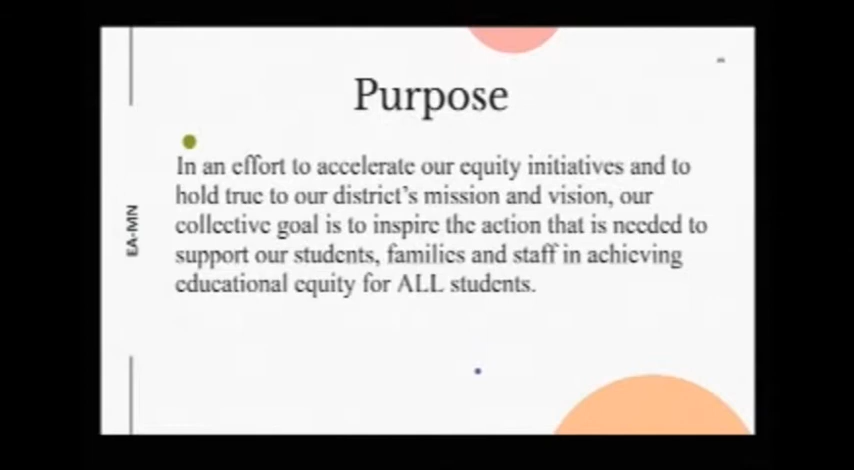 Purpose
In an effort to accelerate our equity initiatives and to
hold true to our district's mission and vision, our
collective goal is to inspire the action that is needed to
support our students, families and staff in achieving
educational equity for ALL students.
EA-MN